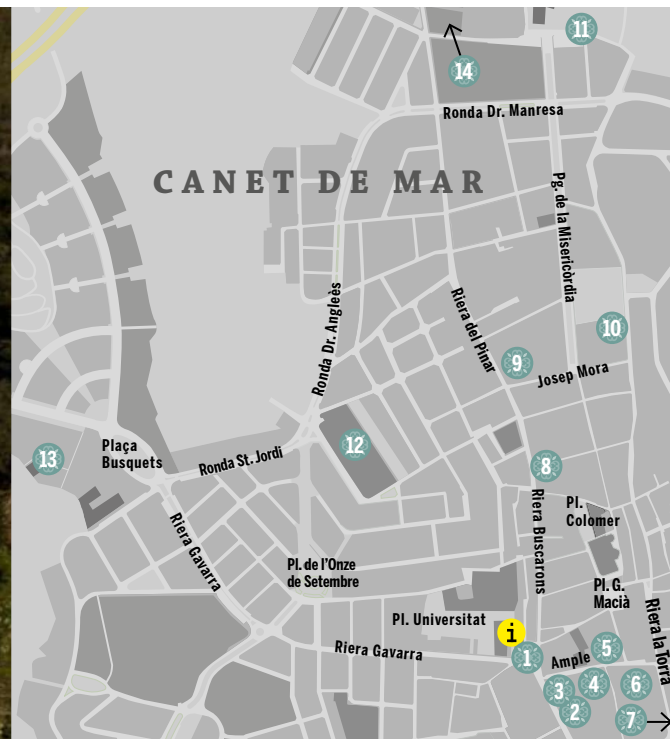 11
14
Ronda Dr. Manresa
CANET DE MAR
Pg. de la Misericòrdia
Ronda Dr. Angleès
Riera del Pinar
10
9
Josep Mora
12
Plaça
Busquets
13
Ronda St. Jordi
8
Riera Buscarons
Pl.
Colomer
Riera Gavarra
Pl. de l'Onze
de Setembre
Pl. G.
Macià
Riera la Torra
Pl. Universitat
i
Riera Gavarra
1
Ample
5
3
4
6
2
7